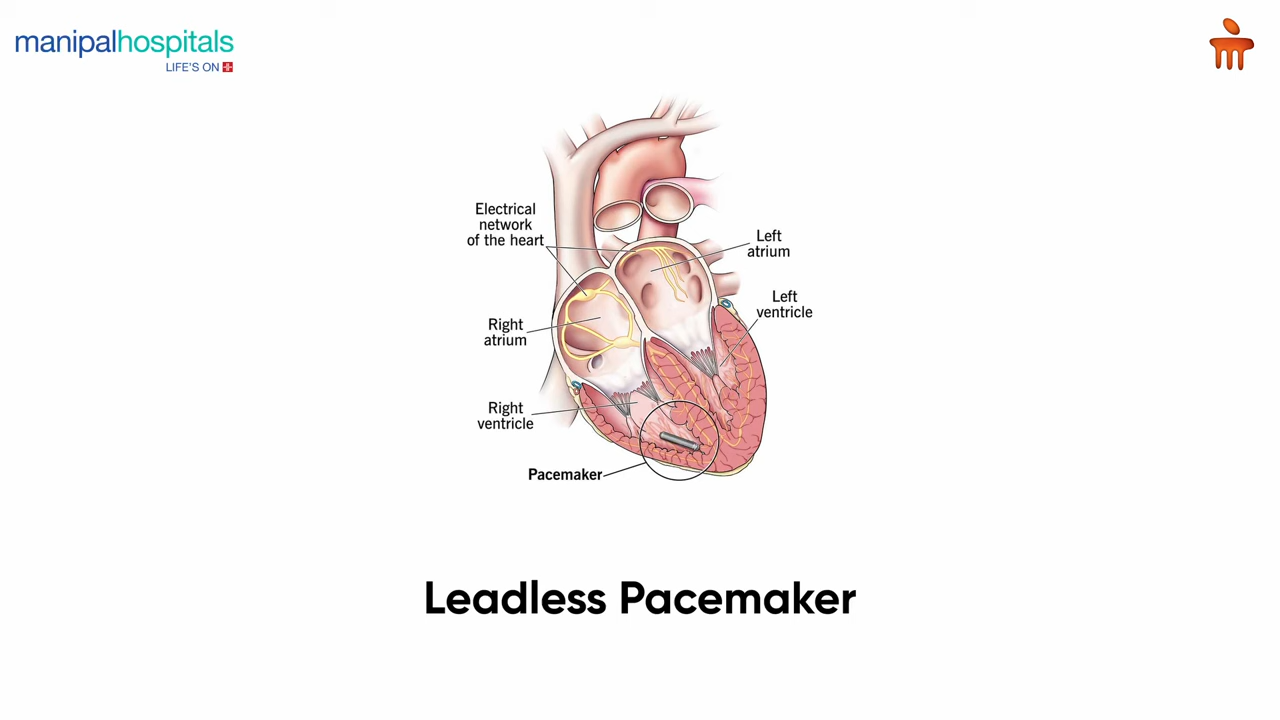 manipalhospitals
LIFE'S ON
Electrical
network
of the heart
Left
atrium
Left
ventricle
Right
atrium
Right
ventricle
Pacemaker
Leadless Pacemaker